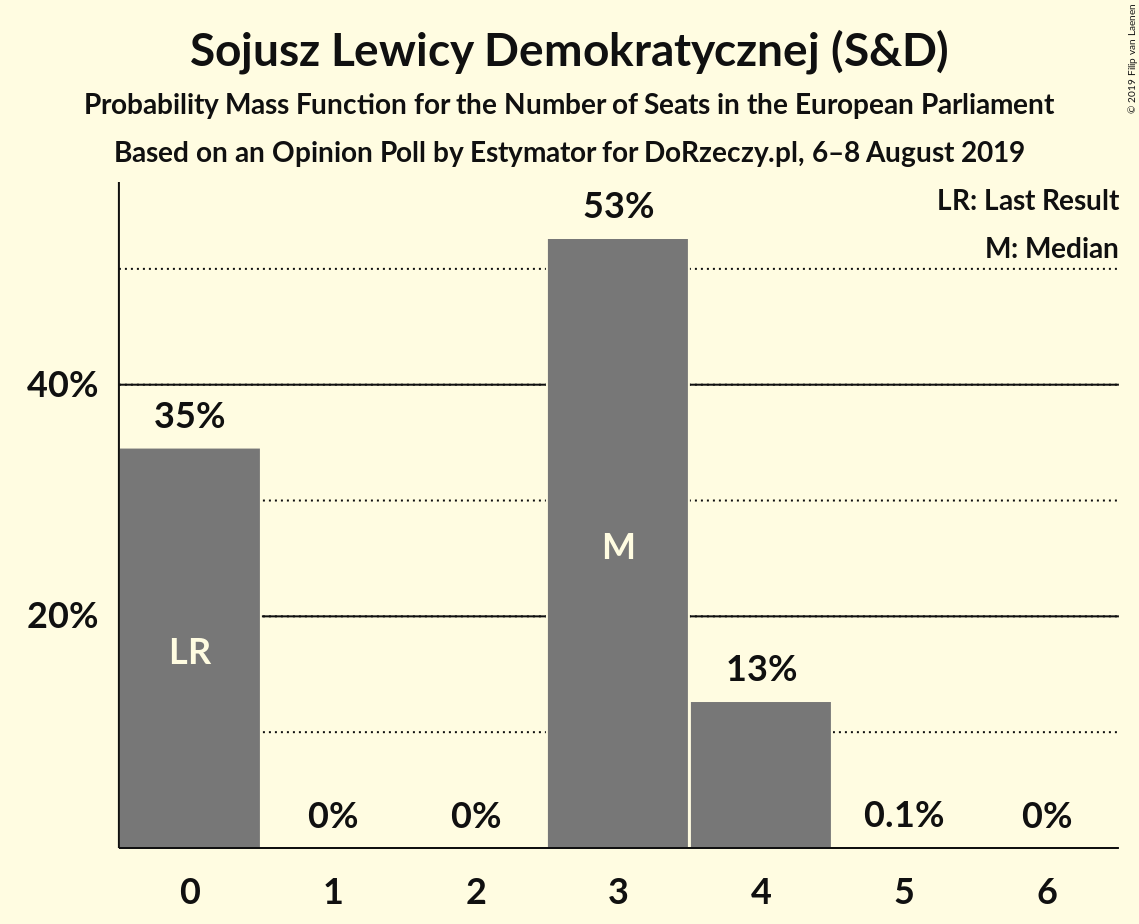 Sojusz Lewicy Demokratycznej (S&D)
Probability Mass Function for the Number of Seats in the European Parliament
Based on an Opinion Poll by Estymator for DoRzeczy.pl, 6–8 August 2019
© 2019 Filip van Laenen
LR: Last Result
M: Median
53%
40%
35%
M
20%
LR
13%
0%
0%
0.1%
0%
0 1 2 3 4 5 6